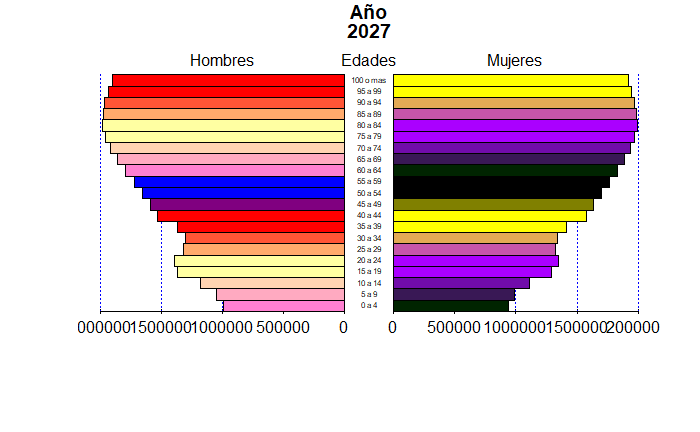 Año
2027
Hombres Edades Mujeres
100 o mas
95 a 99
90 a 94
85 a 89
80 a 84
75 a 79
70 a 74
65 a 69
60 a 64
55 a 59
50 a 54
45 a 49
40 a 44
35 a 39
30 a 34
25 a 29
20 a 24
15 a 19
10 a 14
5 a 9
0 a 4
000000 1500000 1000000 500000 0 0 500000 1000000 1500000 200000